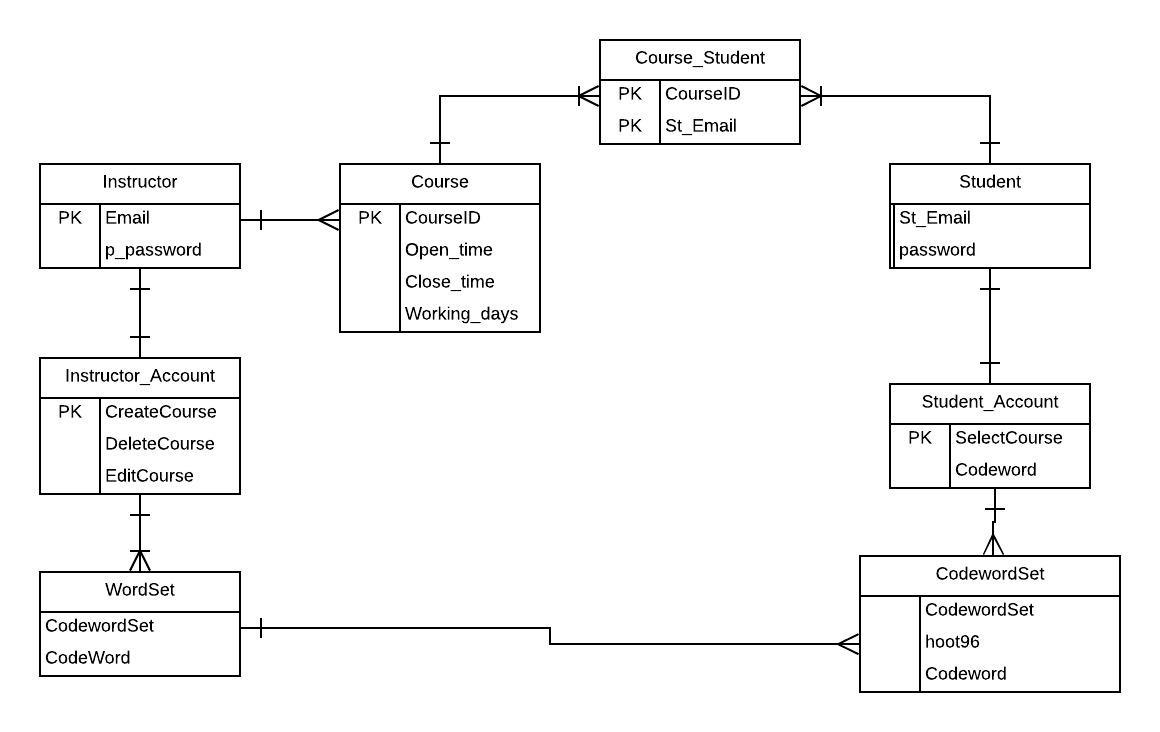 Course_Student
PK CourseID
PK St_Email
Instructor
PK Email
p_password
Course
PK CourseID
Open_time
Close_time
Working_days
Student
St_Email
password
Instructor_Account
PK CreateCourse
DeleteCourse
EditCourse
Student_Account
PK SelectCourse
Codeword
WordSet
CodewordSet
CodeWord
CodewordSet
CodewordSet
hoot96
Codeword